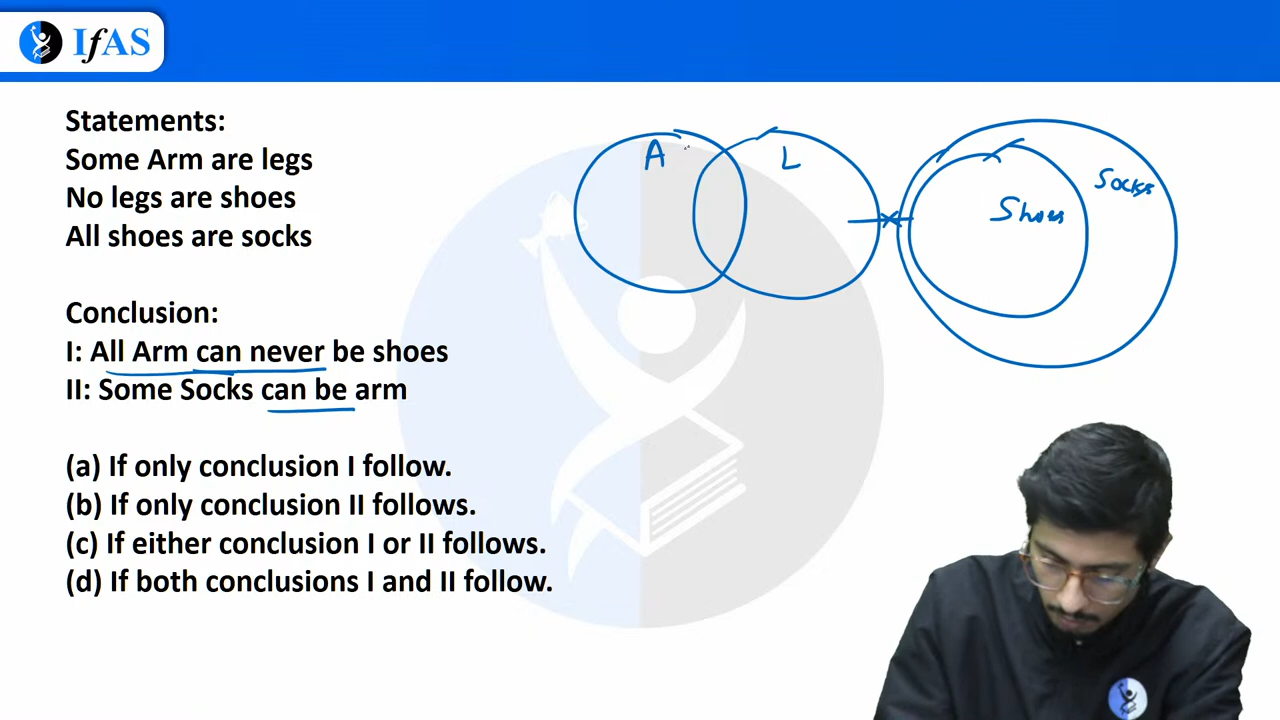 IfAS
Statements:
Some Arm are legs
No legs are shoes
All shoes are socks
Conclusion:
I: All Arm can never be shoes
II: Some Socks can be arm
(a) If only conclusion I follow.
(b) If only conclusion II follows.
(c) If either conclusion I or II follows.
(d) If both conclusions I and II follow.
A
L
Shoes
Socks